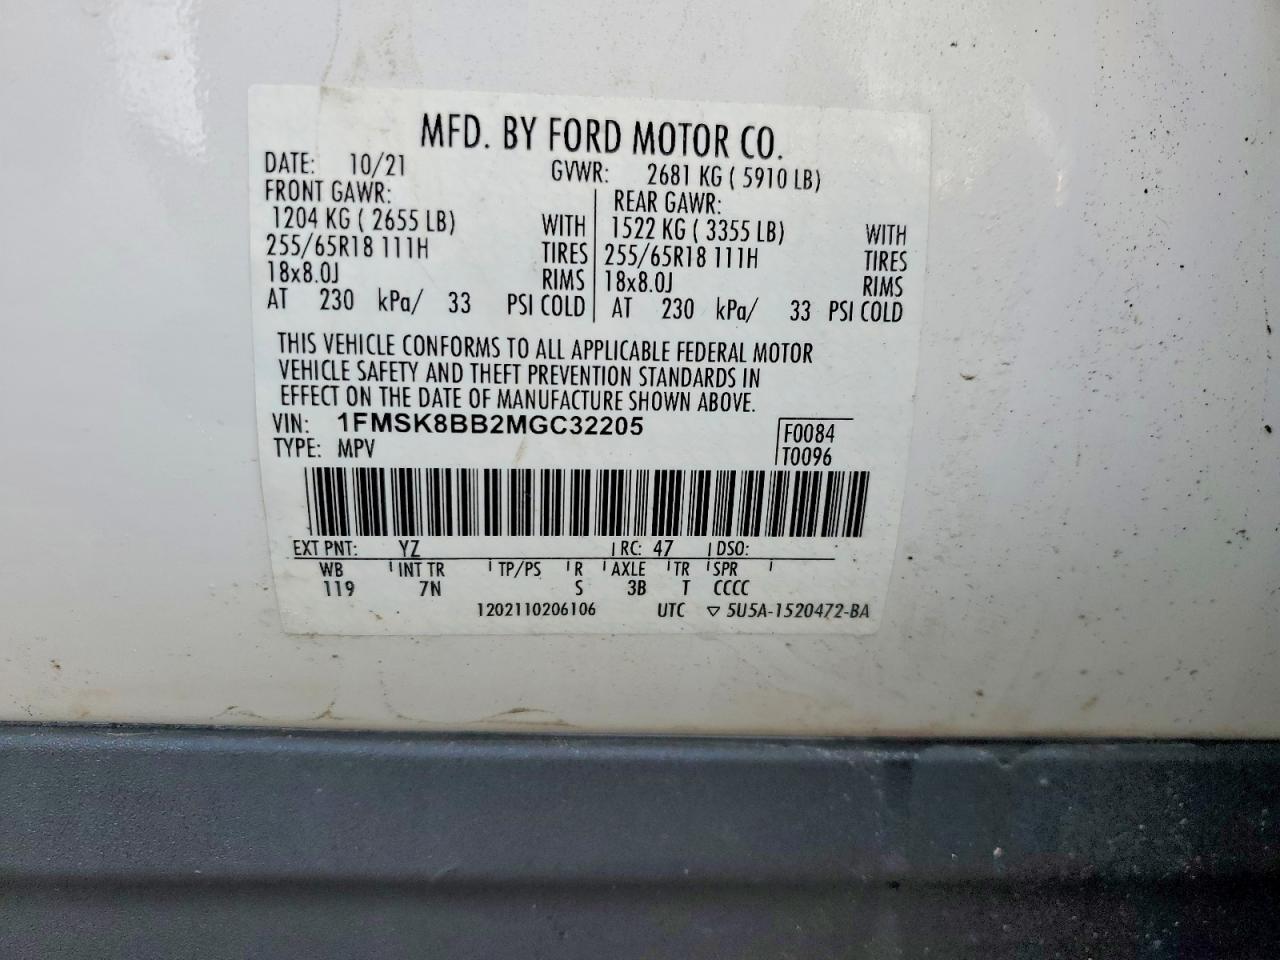 MFD. BY FORD MOTOR CO.
DATE: 10/21 GVWR: 2681 KG ( 5910 LB)
FRONT GAWR: REAR GAWR:
1204 KG ( 2655 LB) WITH 1522 KG ( 3355 LB) WITH
255/65R18 111H TIRES 255/65R18 111H TIRES
18x8.0J RIMS 18x8.0J RIMS
AT 230 kPa/ 33 PSI COLD AT 230 kPa/ 33 PSI COLD
THIS VEHICLE CONFORMS TO ALL APPLICABLE FEDERAL MOTOR
VEHICLE SAFETY AND THEFT PREVENTION STANDARDS IN
EFFECT ON THE DATE OF MANUFACTURE SHOWN ABOVE.
VIN: 1FMSK8BB2MGC32205 F0084
TYPE: MPV T0096
EXT PNT: YZ RC: 47 DSO:
WB INT TR TP/PS R AXLE TR SPR
119 7N S 3B T CCCC
1202110206106 UTC ▽ 5U5A-1520472-BA